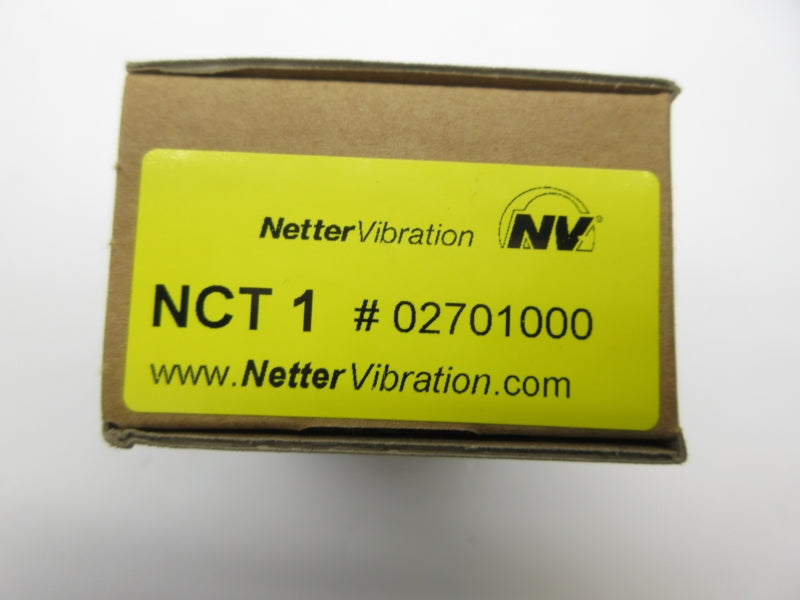 NetterVibration NV®
NCT 1 # 02701000
www.NetterVibration.com